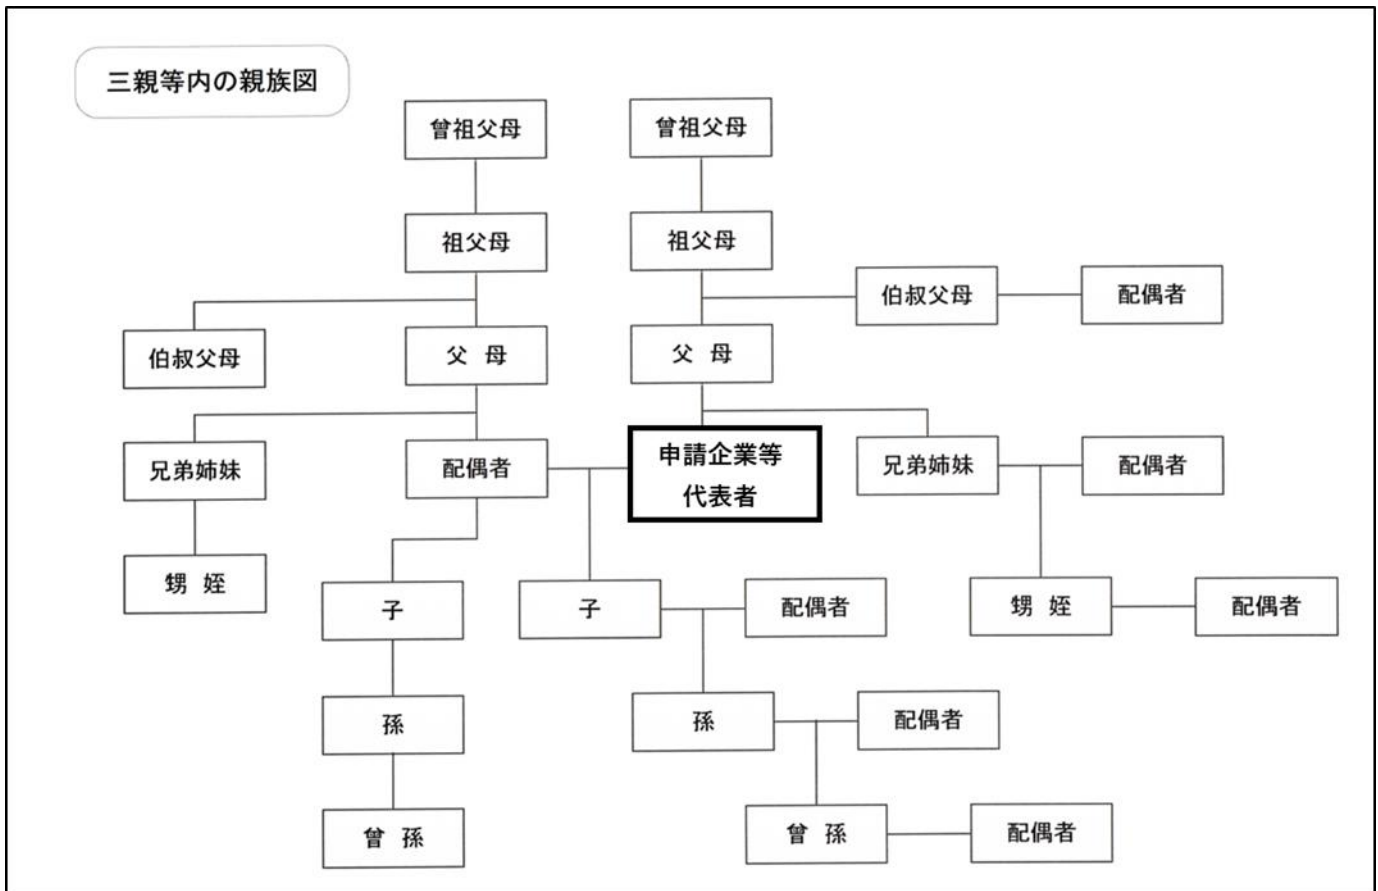 三親等内の親族図
曾祖父母
曾祖父母
祖父母
祖父母
伯叔父母
配偶者
伯叔父母
父 母
父 母
兄弟姉妹
配偶者
申請企業等
代表者
兄弟姉妹
配偶者
甥 姪
子
子
配偶者
甥 姪
配偶者
孫
孫
配偶者
曾 孫
曾 孫
配偶者